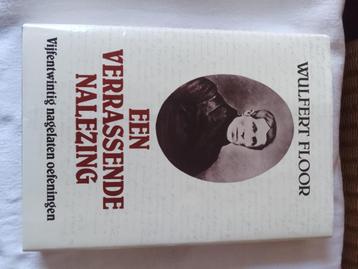 WULFERT FLOOR
EEN
VERRASSENDE
NALEZING
Vijfentwintig nagelaten oefeningen